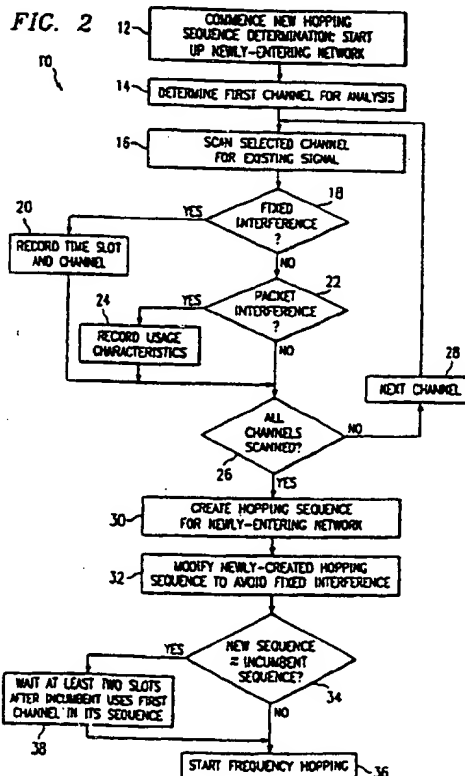 FIG. 2
10
12
COMMENCE NEW HOPPING
SEQUENCE DETERMINATION; START
UP NEWLY-ENTERING NETWORK
14
DETERMINE FIRST CHANNEL FOR ANALYSIS
16
SCAN SELECTED CHANNEL
FOR EXISTING SIGNAL
18
FIXED
INTERFERENCE
?
YES
NO
20
RECORD TIME SLOT
AND CHANNEL
22
PACKET
INTERFERENCE
?
YES
NO
24
RECORD USAGE
CHARACTERISTICS
28
NEXT CHANNEL
ALL
CHANNELS
SCANNED?
26
NO
YES
30
CREATE HOPPING SEQUENCE
FOR NEWLY-ENTERING NETWORK
32
MODIFY NEWLY-CREATED HOPPING
SEQUENCE TO AVOID FIXED INTERFERENCE
YES
NEW SEQUENCE
= INCUMBENT
SEQUENCE?
34
NO
WAIT AT LEAST TWO SLOTS
AFTER INCUMBENT USES FIRST
CHANNEL IN ITS SEQUENCE
38
START FREQUENCY HOPPING
36